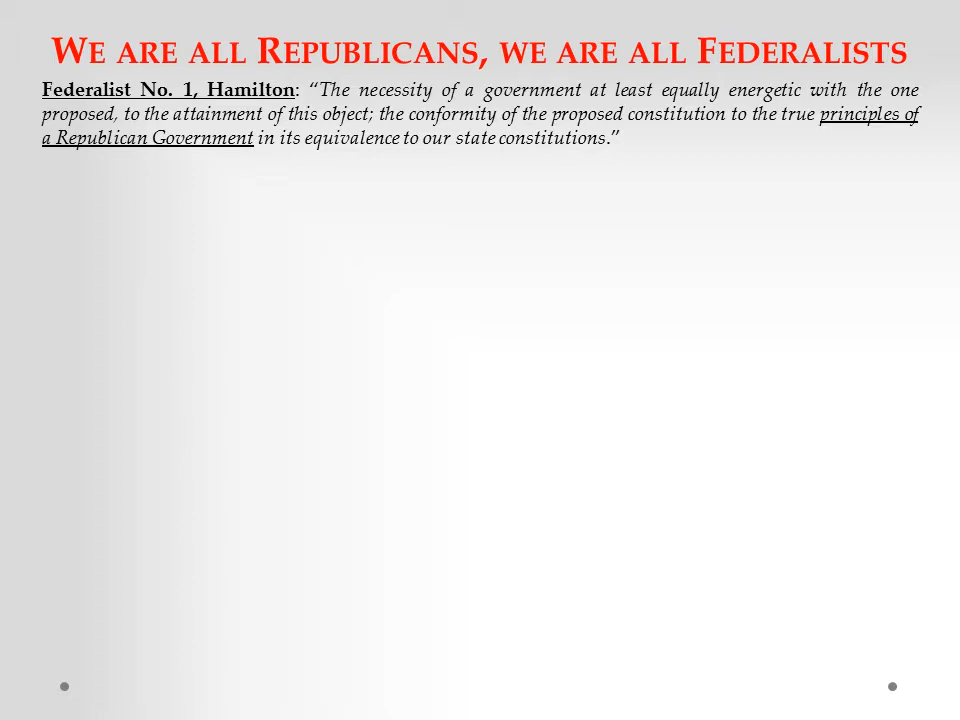 We are all Republicans, we are all Federalists
Federalist No. 1, Hamilton: “The necessity of a government at least equally energetic with the one
proposed, to the attainment of this object; the conformity of the proposed constitution to the true principles of
a Republican Government in its equivalence to our state constitutions.”